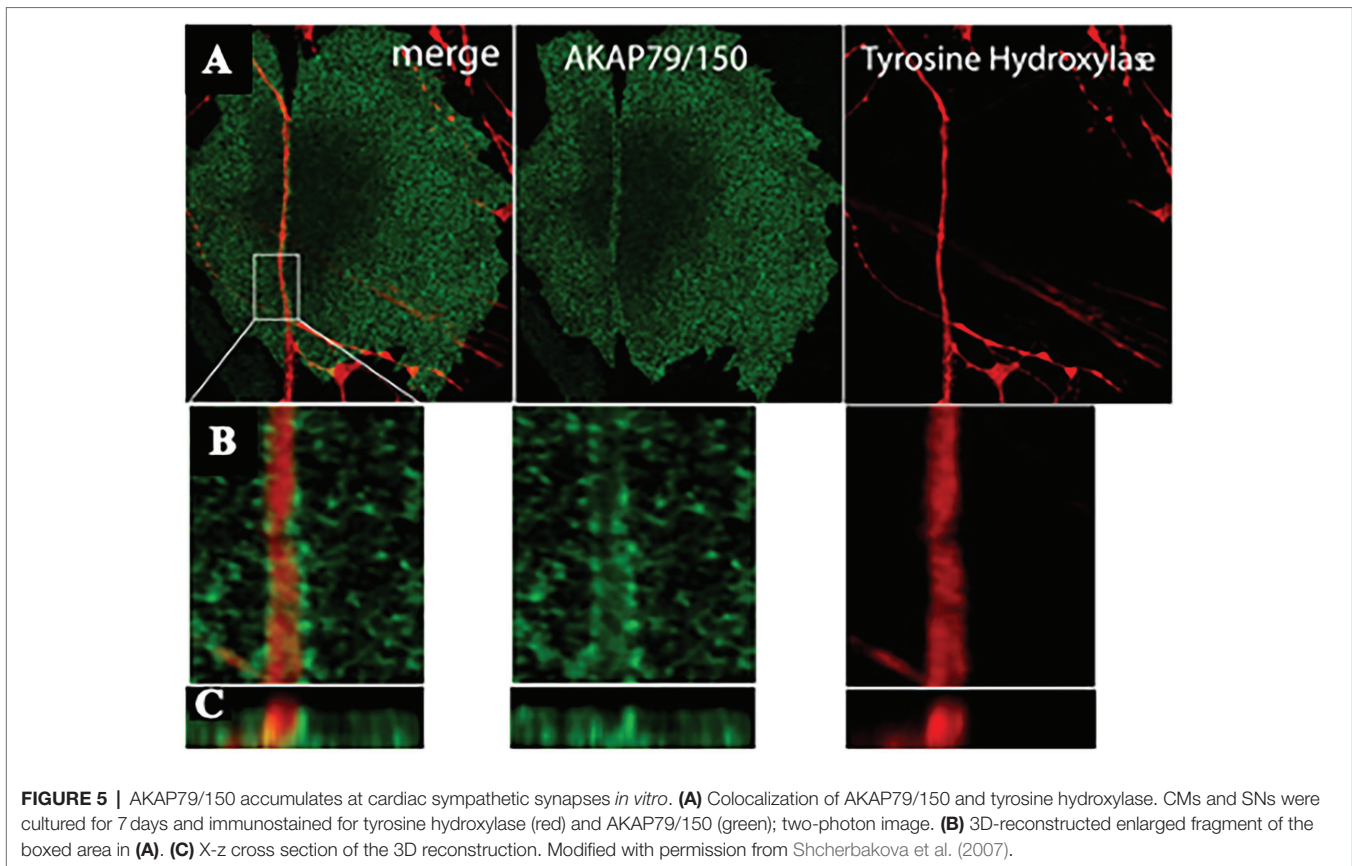 A
merge
AKAP79/150
Tyrosine Hydroxylase
B
C
FIGURE 5 | AKAP79/150 accumulates at cardiac sympathetic synapses in vitro. (A) Colocalization of AKAP79/150 and tyrosine hydroxylase. CMs and SNs were
cultured for 7 days and immunostained for tyrosine hydroxylase (red) and AKAP79/150 (green); two-photon image. (B) 3D-reconstructed enlarged fragment of the
boxed area in (A). (C) X-z cross section of the 3D reconstruction. Modified with permission from Shcherbakova et al. (2007).